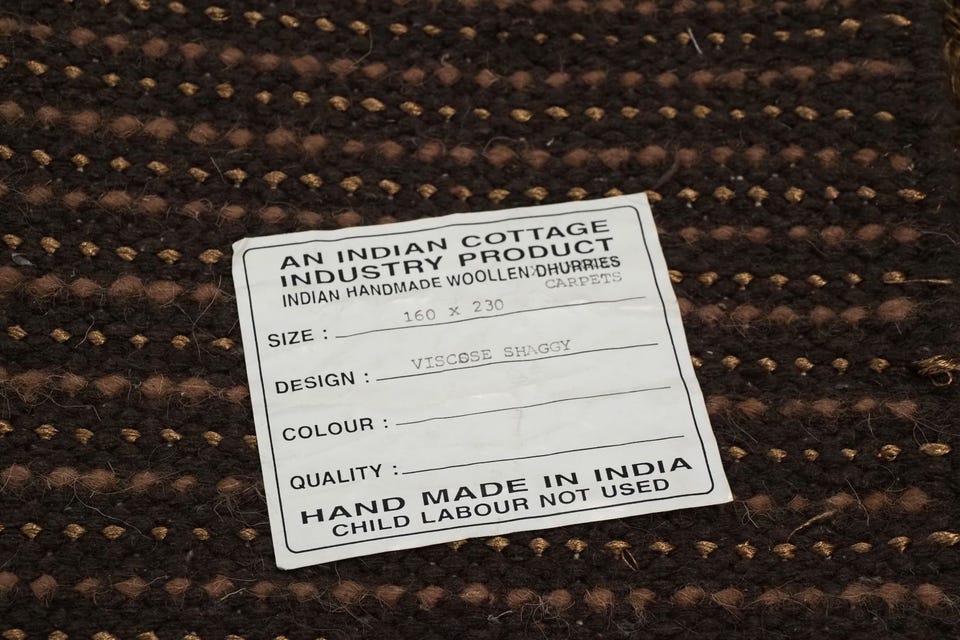 AN INDIAN COTTAGE
INDUSTRY PRODUCT
INDIAN HANDMADE WOOLLEN DHURRIES
CARPETS
SIZE : 160 x 230
DESIGN : VISCOSE SHAGGY
COLOUR :
QUALITY :
HAND MADE IN INDIA
CHILD LABOUR NOT USED